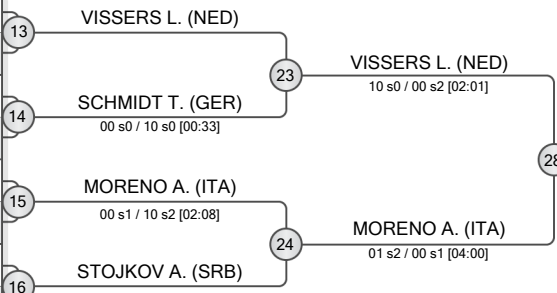 VISSERS L. (NED)
13
23
VISSERS L. (NED)
10 s0 / 00 s2 [02:01]
SCHMIDT T. (GER)
14
00 s0 / 10 s0 [00:33]
28
MORENO A. (ITA)
15
00 s1 / 10 s2 [02:08]
24
MORENO A. (ITA)
01 s2 / 00 s1 [04:00]
STOJKOV A. (SRB)
16